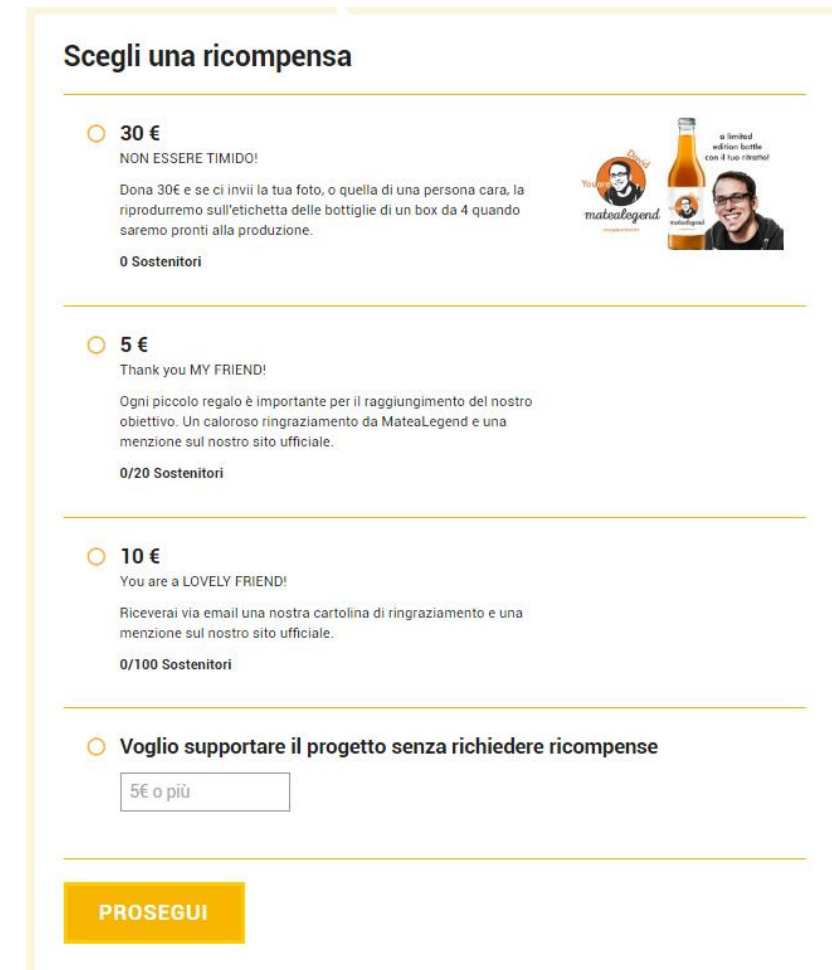 Scegli una ricompensa
30 €
NON ESSERE TIMIDO!
Dona 30€ e se ci invii la tua foto, o quella di una persona cara, la
riprodurremo sull'etichetta delle bottiglie di un box da 4 quando
saremo pronti alla produzione.
0 Sostenitori
You are
David
matealegend
a limited
edition bottle
con il tuo ritratto!
matealegend
5 €
Thank you MY FRIEND!
Ogni piccolo regalo è importante per il raggiungimento del nostro
obiettivo. Un caloroso ringraziamento da MateaLegend e una
menzione sul nostro sito ufficiale.
0/20 Sostenitori
10 €
You are a LOVELY FRIEND!
Riceverai via email una nostra cartolina di ringraziamento e una
menzione sul nostro sito ufficiale.
0/100 Sostenitori
Voglio supportare il progetto senza richiedere ricompense
5€ o più
PROSEGUI